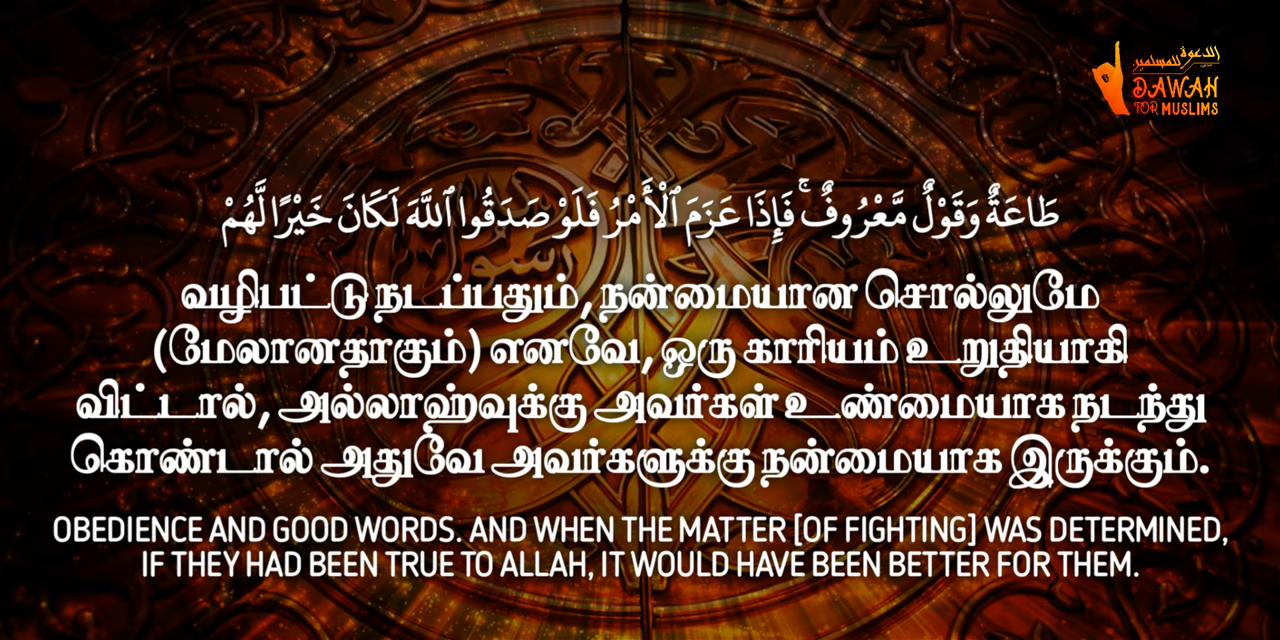 الدعوة للمسلمين
DAWAH
FOR MUSLIMS
طَاعَةٌ وَقَوْلٌ مَّعْرُوفٌ ۚ فَإِذَا عَزَمَ ٱلْأَمْرُ فَلَوْ صَدَقُوا ٱللَّهَ لَكَانَ خَيْرًا لَّهُمْ
வழிபட்டு நடப்பதும், நன்மையான சொல்லுமே
(மேலானதாகும்) எனவே, ஒரு காரியம் உறுதியாகி
விட்டால், அல்லாஹ்வுக்கு அவர்கள் உண்மையாக நடந்து
கொண்டால் அதுவே அவர்களுக்கு நன்மையாக இருக்கும்.
OBEDIENCE AND GOOD WORDS. AND WHEN THE MATTER [OF FIGHTING] WAS DETERMINED,
IF THEY HAD BEEN TRUE TO ALLAH, IT WOULD HAVE BEEN BETTER FOR THEM.